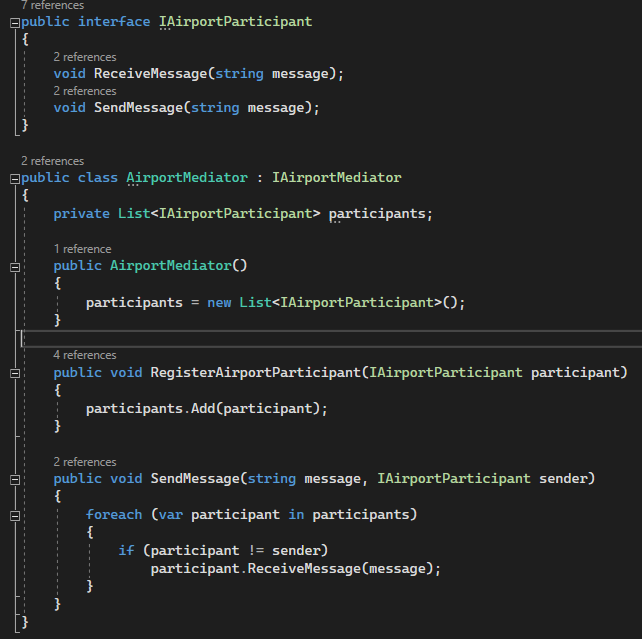 7 references
public interface IAirportParticipant
{
2 references
void ReceiveMessage(string message);
2 references
void SendMessage(string message);
}
2 references
public class AirportMediator : IAirportMediator
{
private List<IAirportParticipant> participants;
1 reference
public AirportMediator()
{
participants = new List<IAirportParticipant>();
}
4 references
public void RegisterAirportParticipant(IAirportParticipant participant)
{
participants.Add(participant);
}
2 references
public void SendMessage(string message, IAirportParticipant sender)
{
foreach (var participant in participants)
{
if (participant != sender)
participant.ReceiveMessage(message);
}
}
}